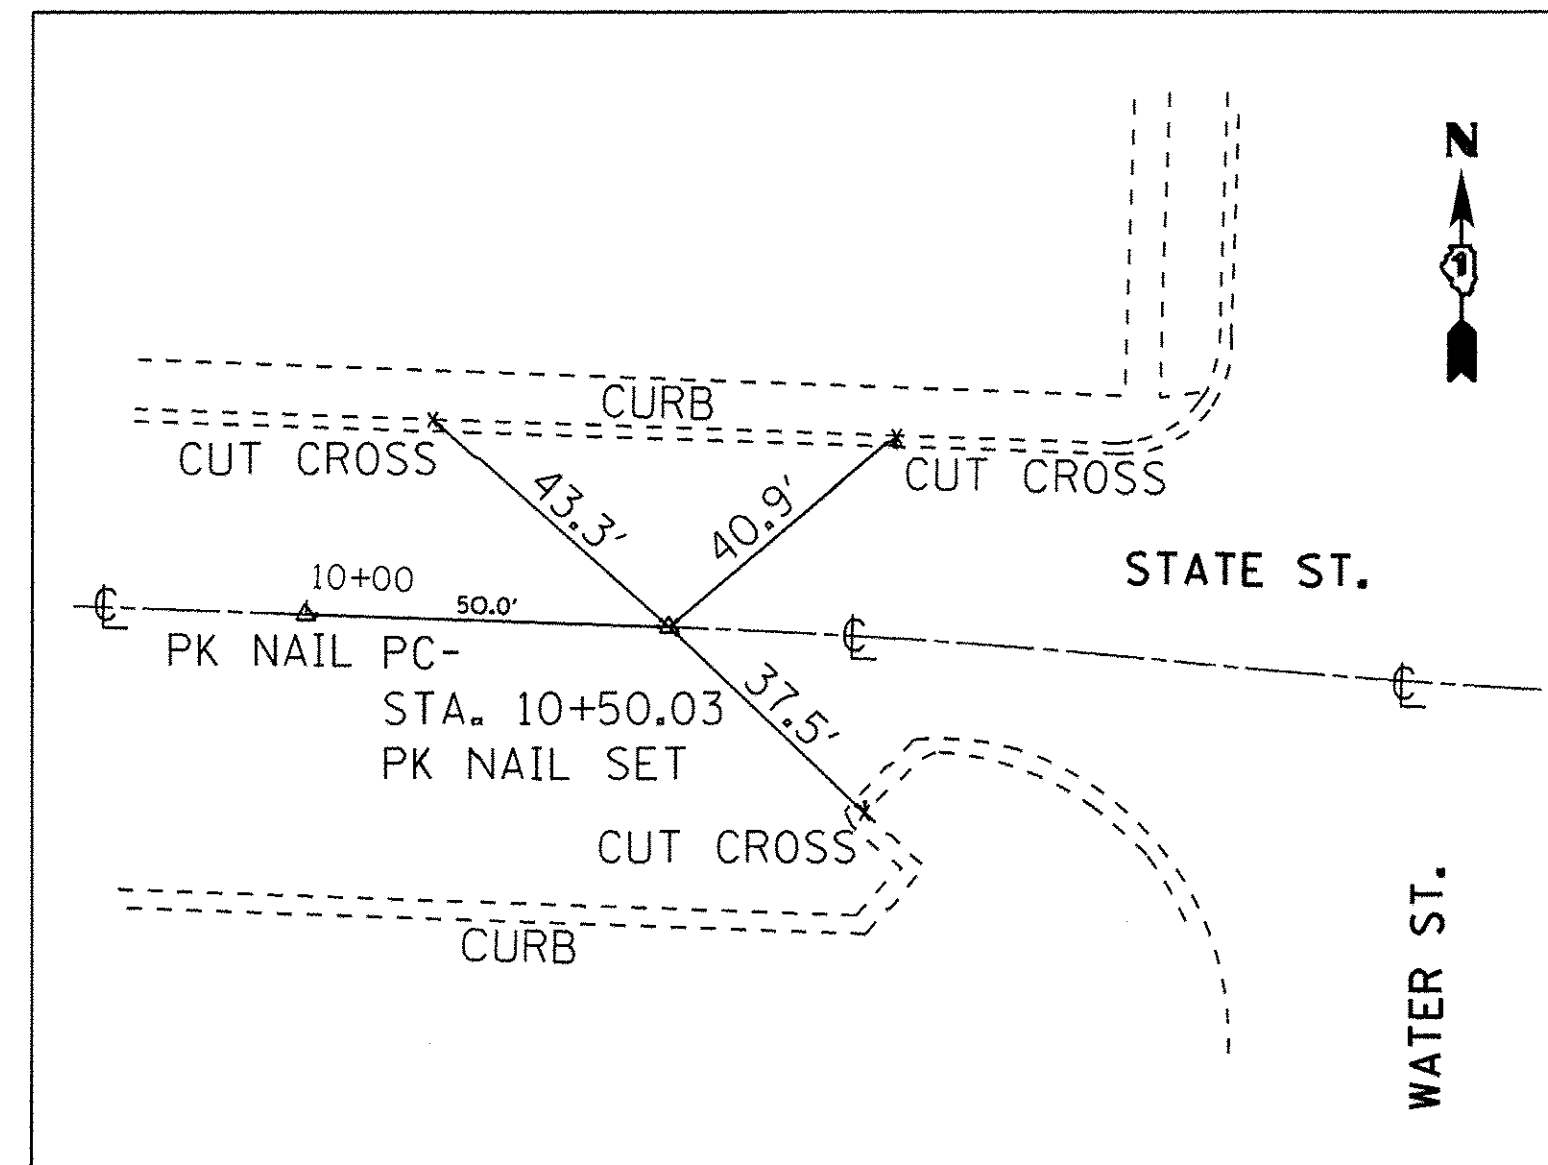 N
1
CURB
CUT CROSS
CUT CROSS
43.3'
40.9'
STATE ST.
10+00
50.0'
℄
℄
℄
PK NAIL PC-
STA. 10+50.03
PK NAIL SET
37.5'
CUT CROSS
CURB
WATER ST.